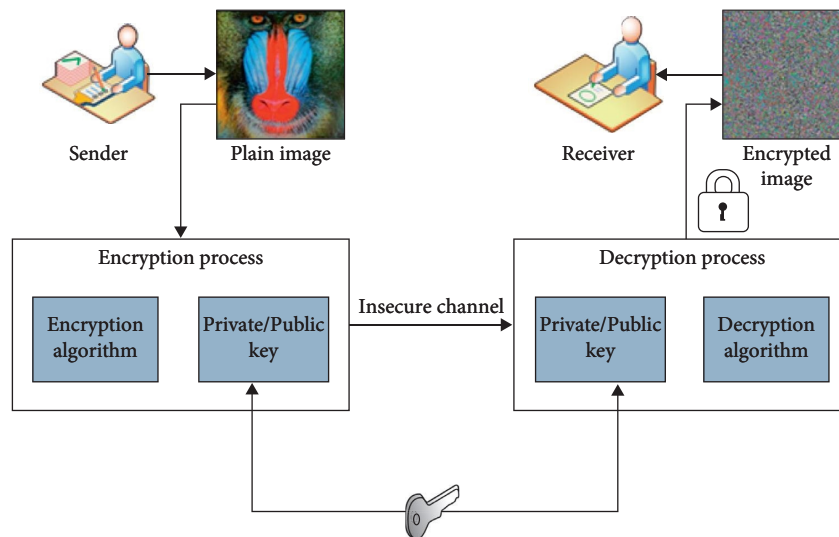 Sender
Plain image
Receiver
Encrypted
image
Encryption process
Encryption
algorithm
Private/Public
key
Insecure channel
Decryption process
Private/Public
key
Decryption
algorithm